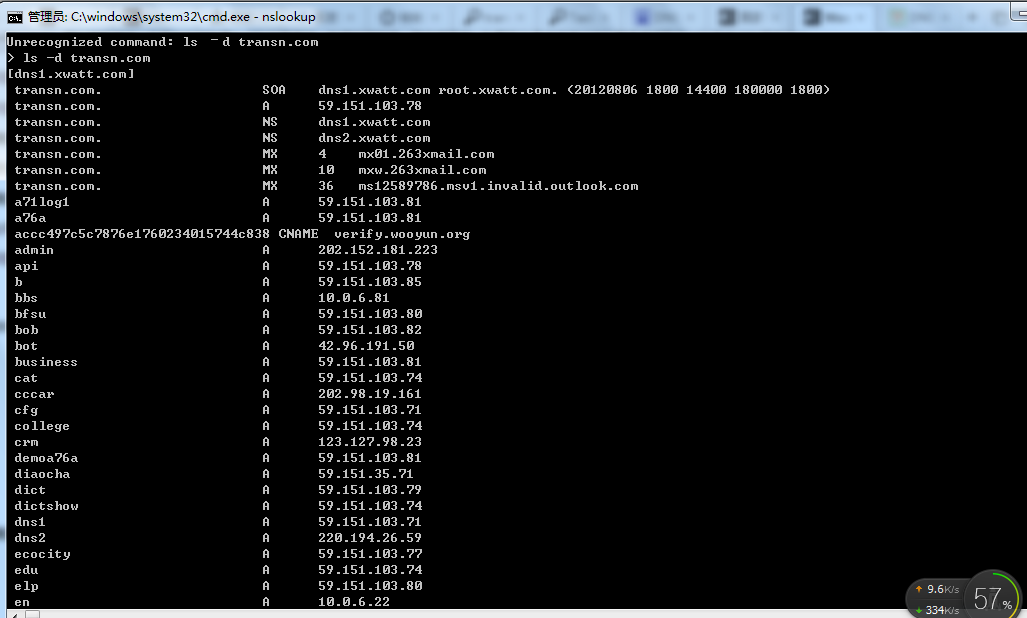 管理员: C:\windows\system32\cmd.exe - nslookup
Unrecognized command: ls －d transn.com
> ls -d transn.com
[dns1.xwatt.com]
transn.com. SOA dns1.xwatt.com root.xwatt.com. (20120806 1800 14400 180000 1800)
transn.com. A 59.151.103.78
transn.com. NS dns1.xwatt.com
transn.com. NS dns2.xwatt.com
transn.com. MX 4 mx01.263xmail.com
transn.com. MX 10 mxw.263xmail.com
transn.com. MX 36 ms12589786.msv1.invalid.outlook.com
a71log1 A 59.151.103.81
a76a A 59.151.103.81
accc497c5c7876e1760234015744c838 CNAME verify.wooyun.org
admin A 202.152.181.223
api A 59.151.103.78
b A 59.151.103.85
bbs A 10.0.6.81
bfsu A 59.151.103.80
bob A 59.151.103.82
bot A 42.96.191.50
business A 59.151.103.81
cat A 59.151.103.74
cccar A 202.98.19.161
cfg A 59.151.103.71
college A 59.151.103.74
crm A 123.127.98.23
demoa76a A 59.151.103.81
diaocha A 59.151.35.71
dict A 59.151.103.79
dictshow A 59.151.103.74
dns1 A 59.151.103.71
dns2 A 220.194.26.59
ecocity A 59.151.103.77
edu A 59.151.103.74
elp A 59.151.103.80
en A 10.0.6.22
9.6K/s
334K/s
57%